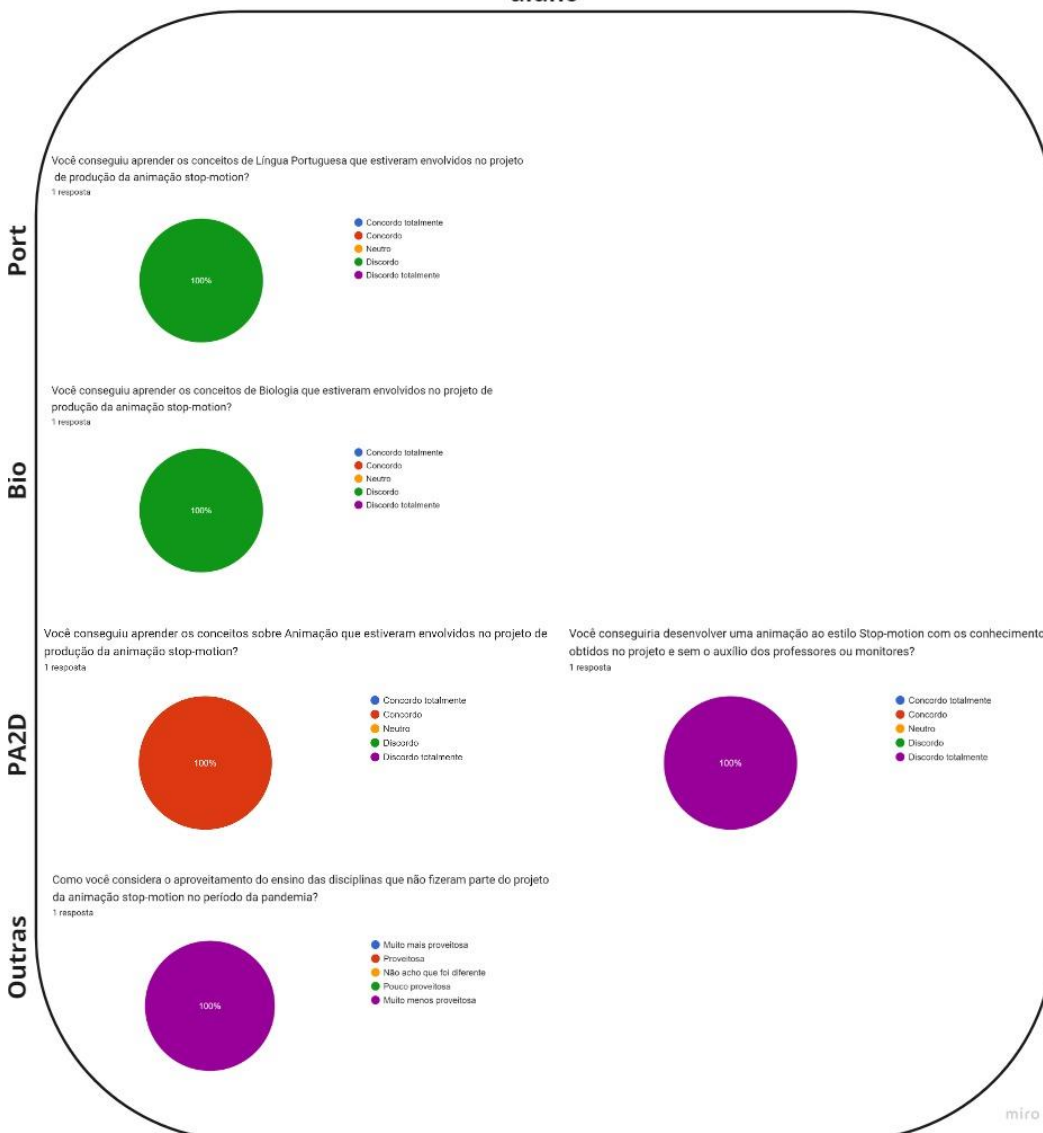 Port
Você conseguiu aprender os conceitos de Língua Portuguesa que estiveram envolvidos no projeto
de produção da animação stop-motion?
1 resposta
100%
Concordo totalmente
Concordo
Neutro
Discordo
Discordo totalmente
Bio
Você conseguiu aprender os conceitos de Biologia que estiveram envolvidos no projeto de
produção da animação stop-motion?
1 resposta
100%
Concordo totalmente
Concordo
Neutro
Discordo
Discordo totalmente
PA2D
Você conseguiu aprender os conceitos sobre Animação que estiveram envolvidos no projeto de
produção da animação stop-motion?
1 resposta
100%
Concordo totalmente
Concordo
Neutro
Discordo
Discordo totalmente
Você conseguiria desenvolver uma animação ao estilo Stop-motion com os conhecimento
obtidos no projeto e sem o auxílio dos professores ou monitores?
1 resposta
100%
Concordo totalmente
Concordo
Neutro
Discordo
Discordo totalmente
Outras
Como você considera o aproveitamento do ensino das disciplinas que não fizeram parte do projeto
da animação stop-motion no período da pandemia?
1 resposta
100%
Muito mais proveitosa
Proveitosa
Não acho que foi diferente
Pouco proveitosa
Muito menos proveitosa
miro